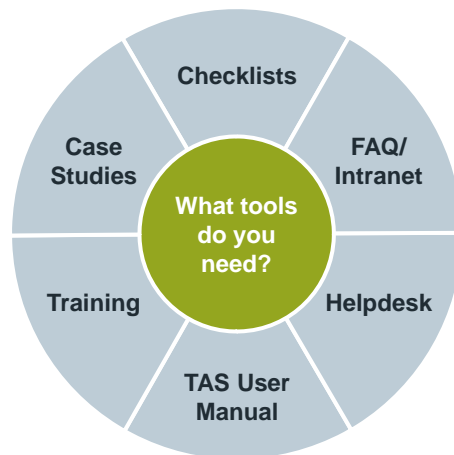 Checklists
FAQ/
Intranet
Helpdesk
TAS User
Manual
Training
Case
Studies
What tools
do you
need?